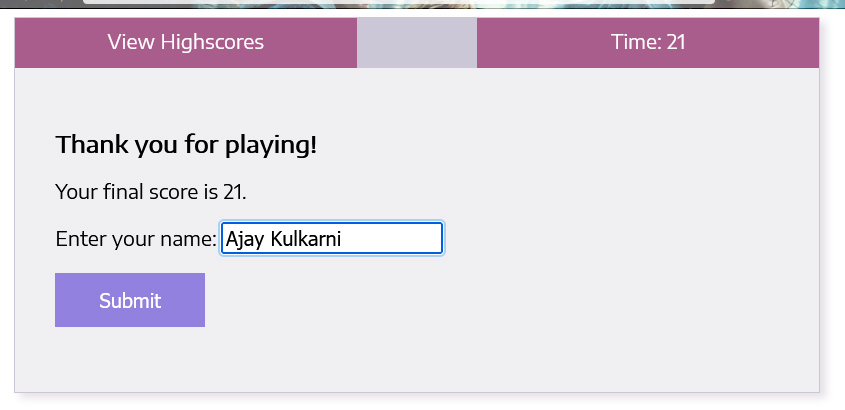 View Highscores
Time: 21
Thank you for playing!
Your final score is 21.
Enter your name: Ajay Kulkarni
Submit